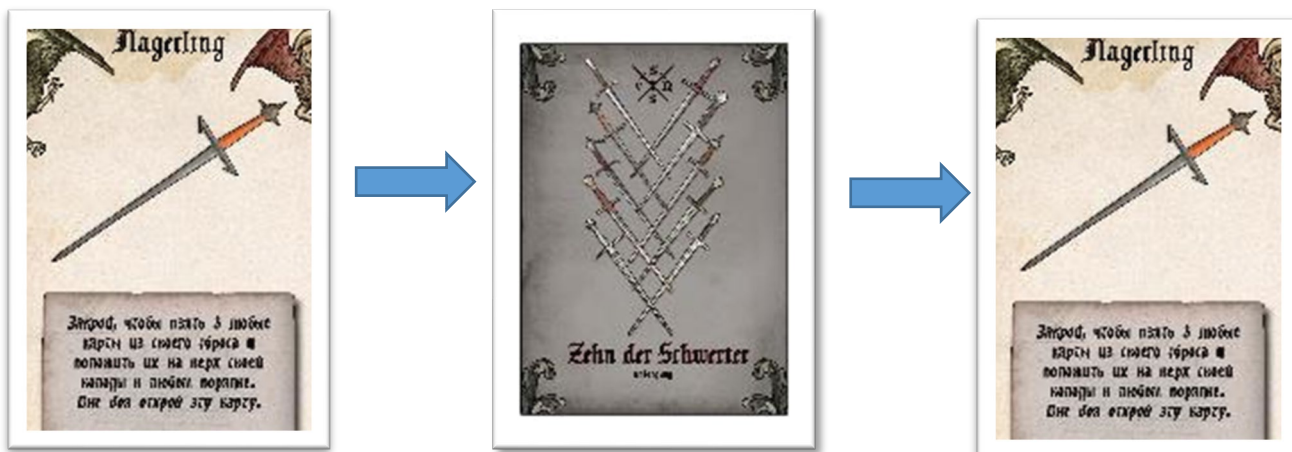 Nagerling
Закрой, чтобы взять 3 любые
карты из своего сброса и
положить их на верх своей
колоды в любом порядке.
Вне боя открой эту карту.
S
C R
S
Zehn der Schwerter
Nagerling
Закрой, чтобы взять 3 любые
карты из своего сброса и
положить их на верх своей
колоды в любом порядке.
Вне боя открой эту карту.